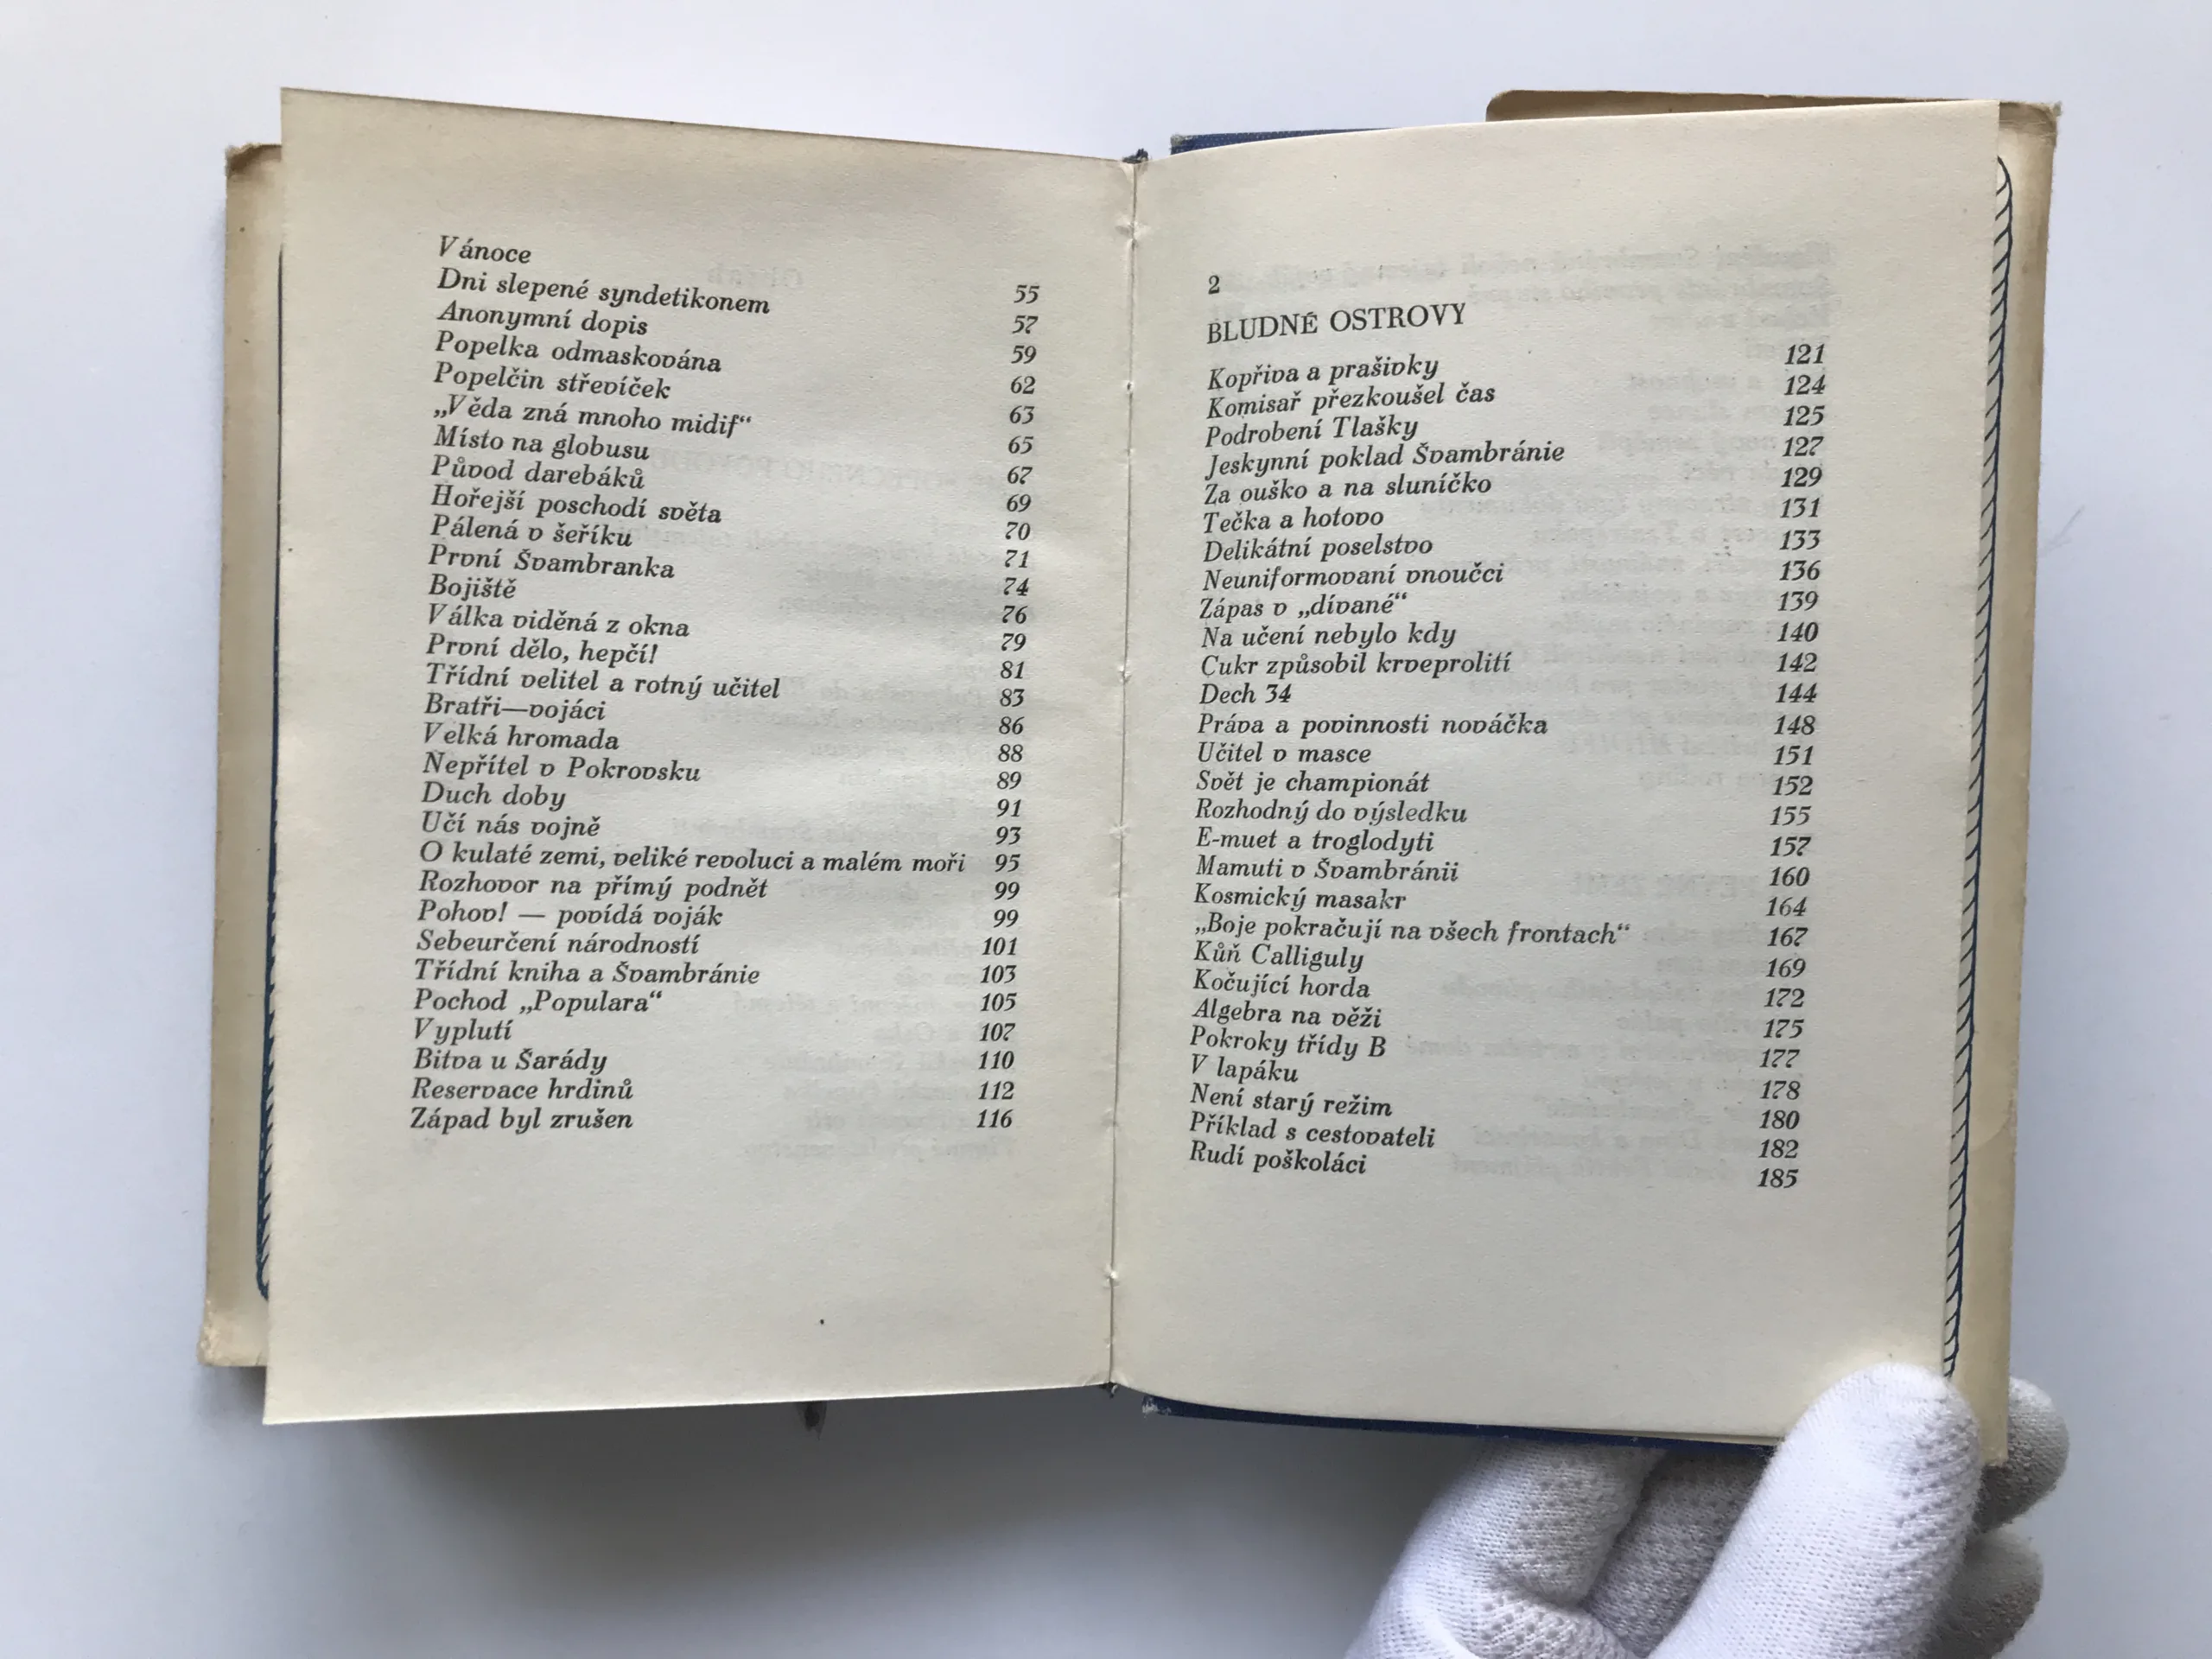 Vánoce 55
Dni slepené syndetikonem 57
Anonymní dopis 59
Popelka odmaskována 62
Popelčin střevíček 63
„Věda zná mnoho midif“ 65
Místo na globusu 67
Původ darebáků 69
Hořejší poschodí světa 70
Pálená v šeříku 71
První Švambranka 74
Bojiště 76
Válka viděná z okna 79
První dělo, hepčí! 81
Třídní velitel a rotný učitel 83
Bratři—vojáci 86
Velká hromada 88
Nepřítel v Pokrovsku 89
Duch doby 91
Učí nás vojně 93
O kulaté zemi, veliké revoluci a malém moři 95
Rozhovor na přímý podnět 99
Pohov! — povídá voják 99
Sebeurčení národností 101
Třídní kniha a Švambránie 103
Pochod „Populara“ 105
Vyplutí 107
Bitva u Šarády 110
Reservace hrdinů 112
Západ byl zrušen 116
2
BLUDNÉ OSTROVY
Kopřiva a prašivky 121
Komisař přezkoušel čas 124
Podrobení Tlašky 125
Jeskynní poklad Švambránie 127
Za ouško a na sluníčko 129
Tečka a hotovo 131
Delikátní poselstvo 133
Neuniformovaní vnoučci 136
Zápas v „dívané“ 139
Na učení nebylo kdy 140
Cukr způsobil krveprolití 142
Dech 34 144
Práva a povinnosti nováčka 148
Učitel v masce 151
Svět je championát 152
Rozhodný do výsledku 155
E-muet a troglodyti 157
Mamuti v Švambránii 160
Kosmický masakr 164
„Boje pokračují na všech frontach“ 167
Kůň Calliguly 169
Kočující horda 172
Algebra na věži 175
Pokroky třídy B 177
V lapáku 178
Není starý režim 180
Příklad s cestovateli 182
Rudí poškoláci 185